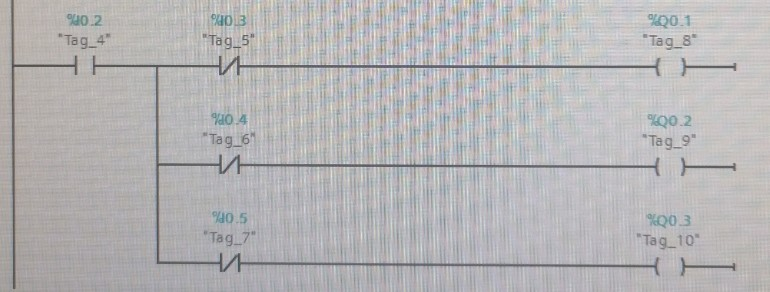 %I0.2
"Tag_4"
%I0.3
"Tag_5"
%Q0.1
"Tag_8"
%I0.4
"Tag_6"
%Q0.2
"Tag_9"
%I0.5
"Tag_7"
%Q0.3
"Tag_10"